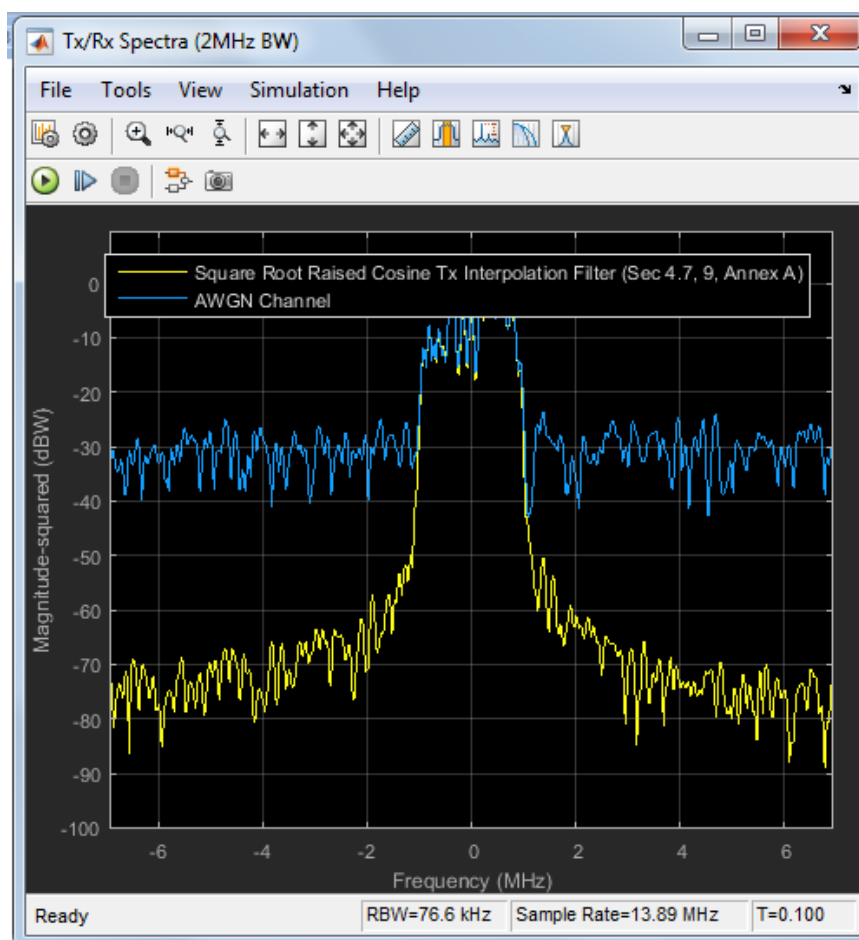 Tx/Rx Spectra (2MHz BW)
File Tools View Simulation Help
Square Root Raised Cosine Tx Interpolation Filter (Sec 4.7, 9, Annex A)
AWGN Channel
0
-10
-20
-30
-40
-50
-60
-70
-80
-90
-100
Magnitude-squared (dBW)
-6 -4 -2 0 2 4 6
Frequency (MHz)
Ready RBW=76.6 kHz Sample Rate=13.89 MHz T=0.100